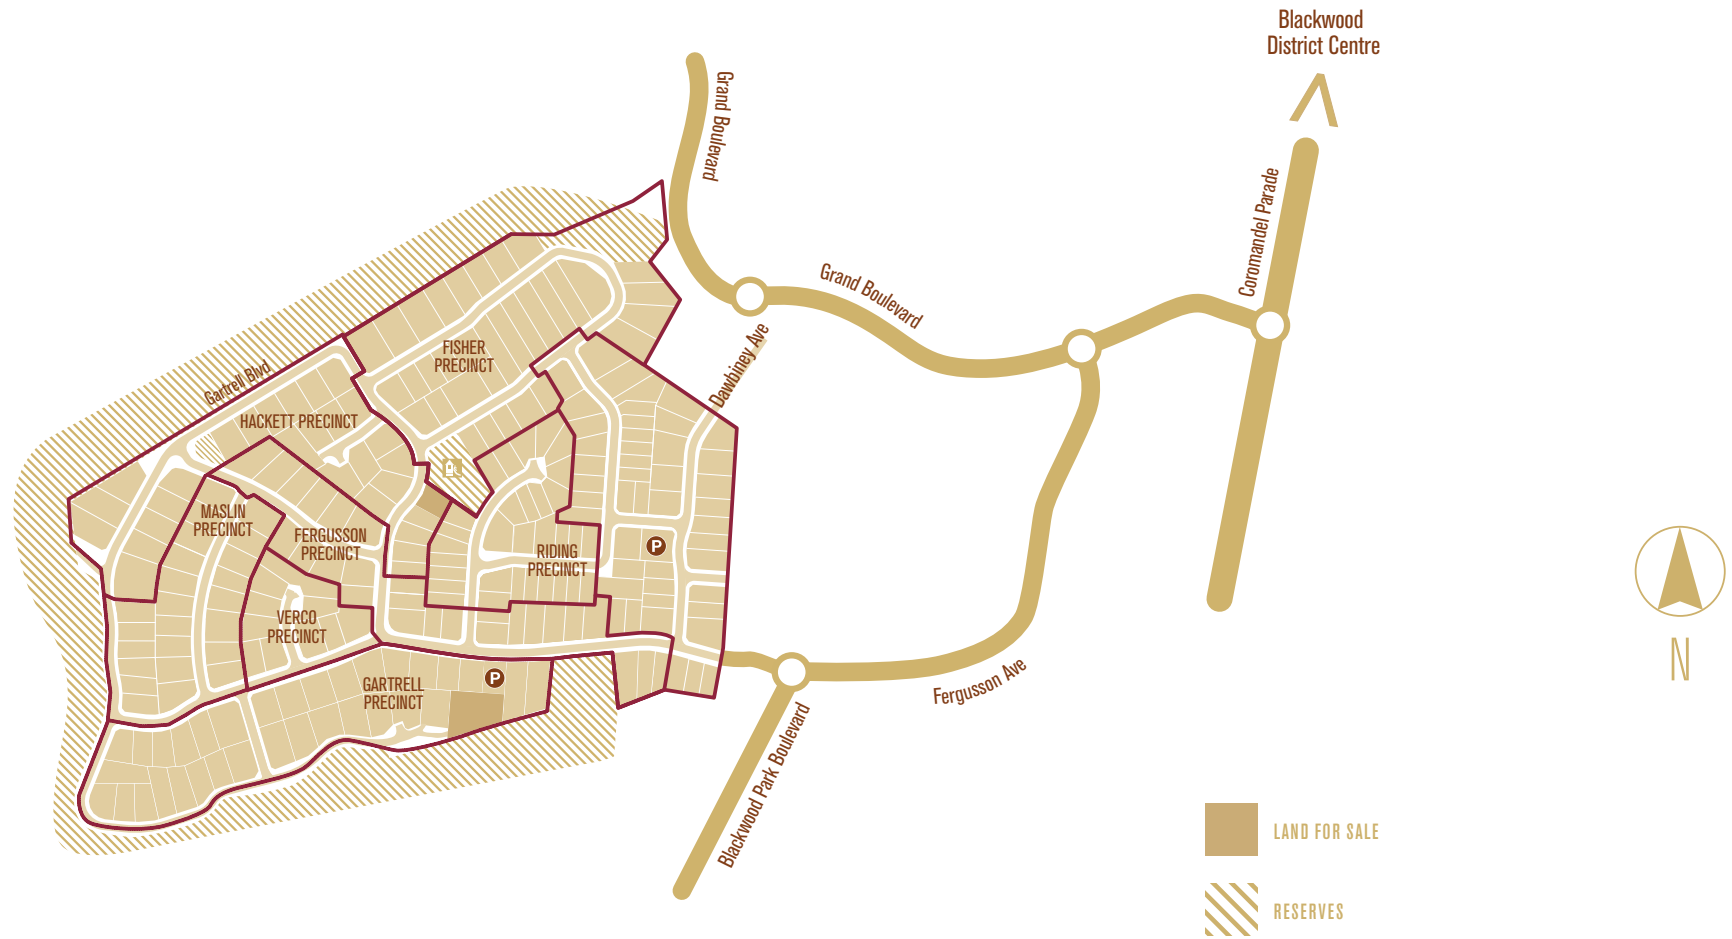 Blackwood
District Centre
Grand Boulevard
Coromandel Parade
Grand Boulevard
Dawbiney Ave
FISHER
PRECINCT
Gartrell Blvd
HACKETT PRECINCT
MASLIN
PRECINCT
FERGUSSON
PRECINCT
RIDING
PRECINCT
P
VERCO
PRECINCT
GARTRELL
PRECINCT
P
Fergusson Ave
N
Blackwood Park Boulevard
LAND FOR SALE
RESERVES